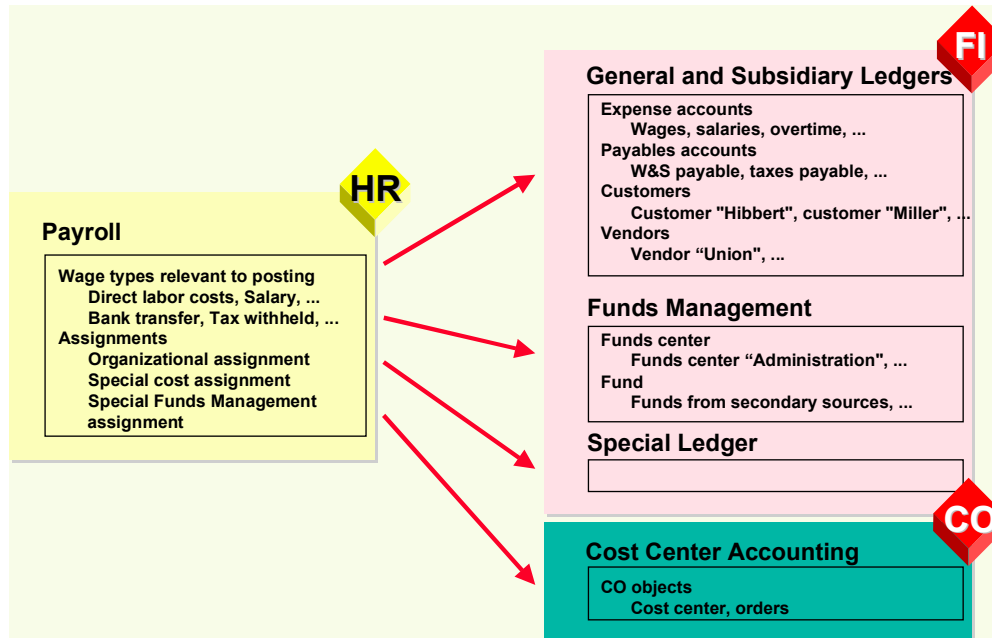 HR
Payroll
Wage types relevant to posting
Direct labor costs, Salary, ...
Bank transfer, Tax withheld, ...
Assignments
Organizational assignment
Special cost assignment
Special Funds Management
assignment
FI
General and Subsidiary Ledgers
Expense accounts
Wages, salaries, overtime, ...
Payables accounts
W&S payable, taxes payable, ...
Customers
Customer "Hibbert", customer "Miller", ...
Vendors
Vendor “Union", ...
Funds Management
Funds center
Funds center “Administration", ...
Fund
Funds from secondary sources, ...
Special Ledger
CO
Cost Center Accounting
CO objects
Cost center, orders